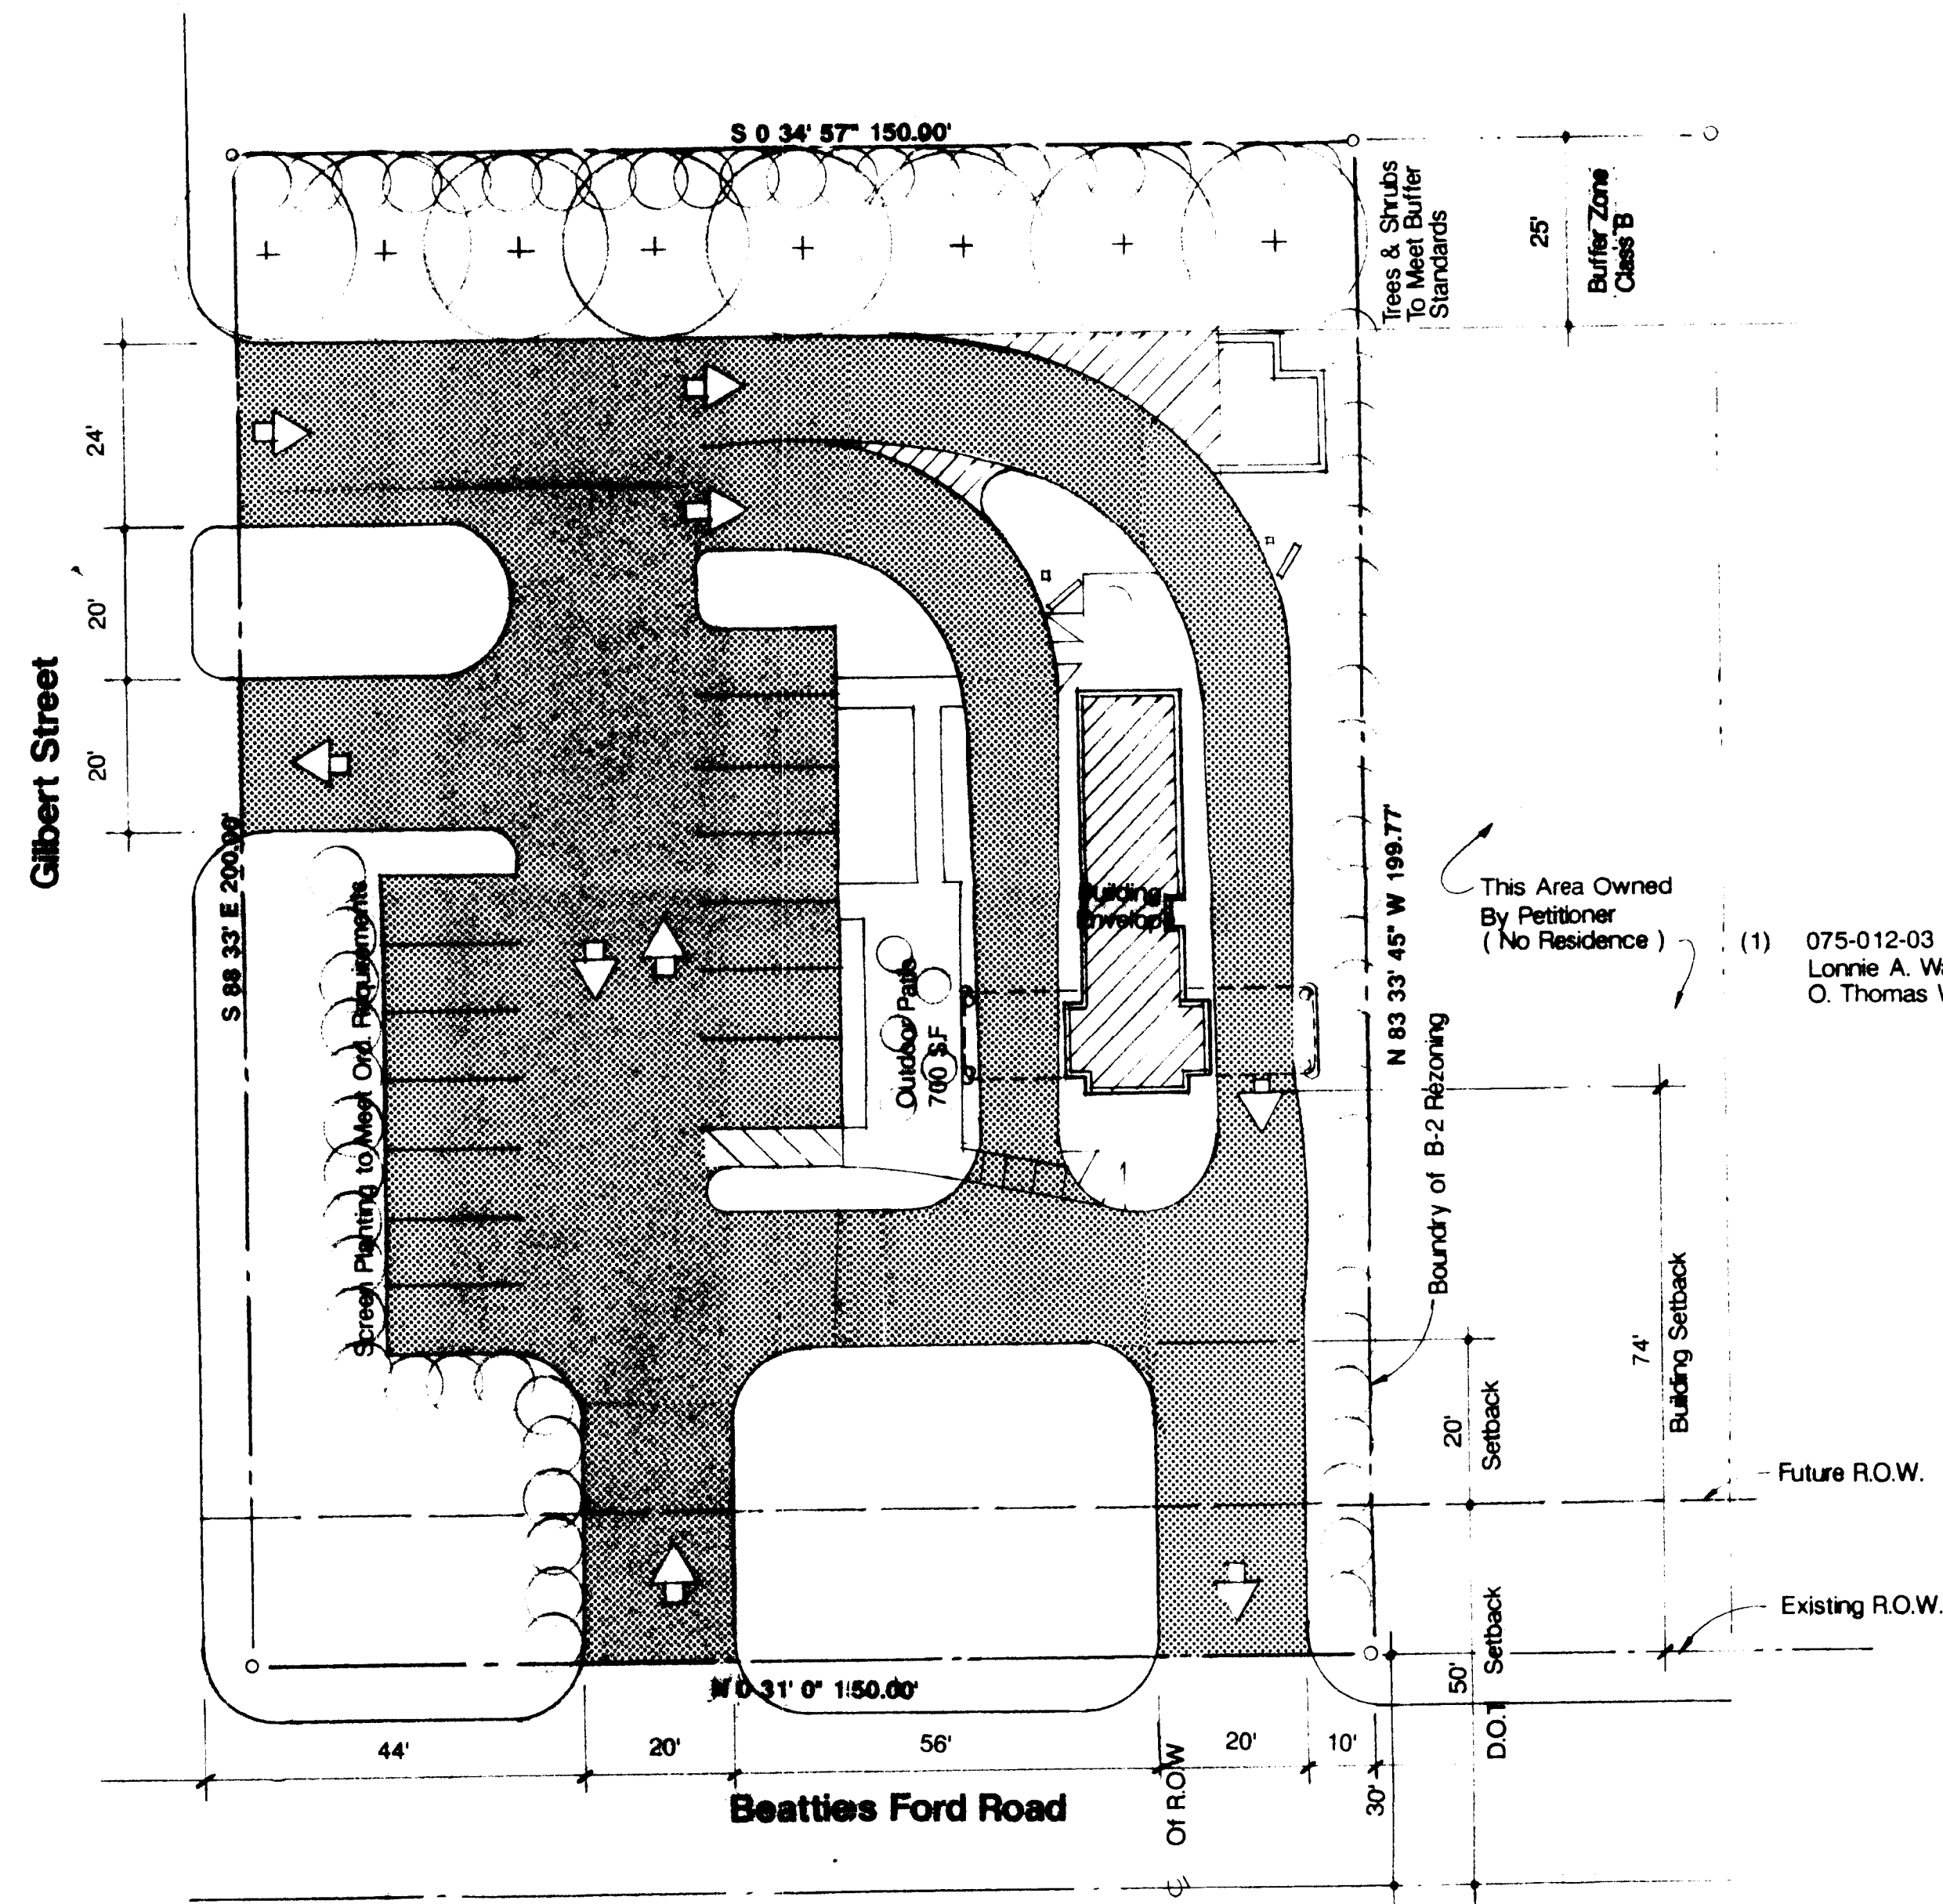 S 0 34' 57" 150.00'
Trees & Shrubs
To Meet Buffer
Standards
25'
Buffer Zone
Class B
24'
20'
20'
Gilbert Street
S 88 33' E 200.00'
Screen Planting to Meet Ord. Requirements
Building
Envelope
Outdoor Patio
700 S.F
N 83 33' 45" W 199.77'
This Area Owned
By Petitioner
( No Residence )
(1) 075-012-03
Lonnie A.
O. Thomas
Boundry of B-2 Rezoning
74'
Building Setback
20'
Setback
Future R.O.W.
Existing R.O.W.
50'
D.O.T Setback
N 0 31' 0" 150.00'
44'
20'
56'
20'
10'
30'
Of R.O.W
Beatties Ford Road